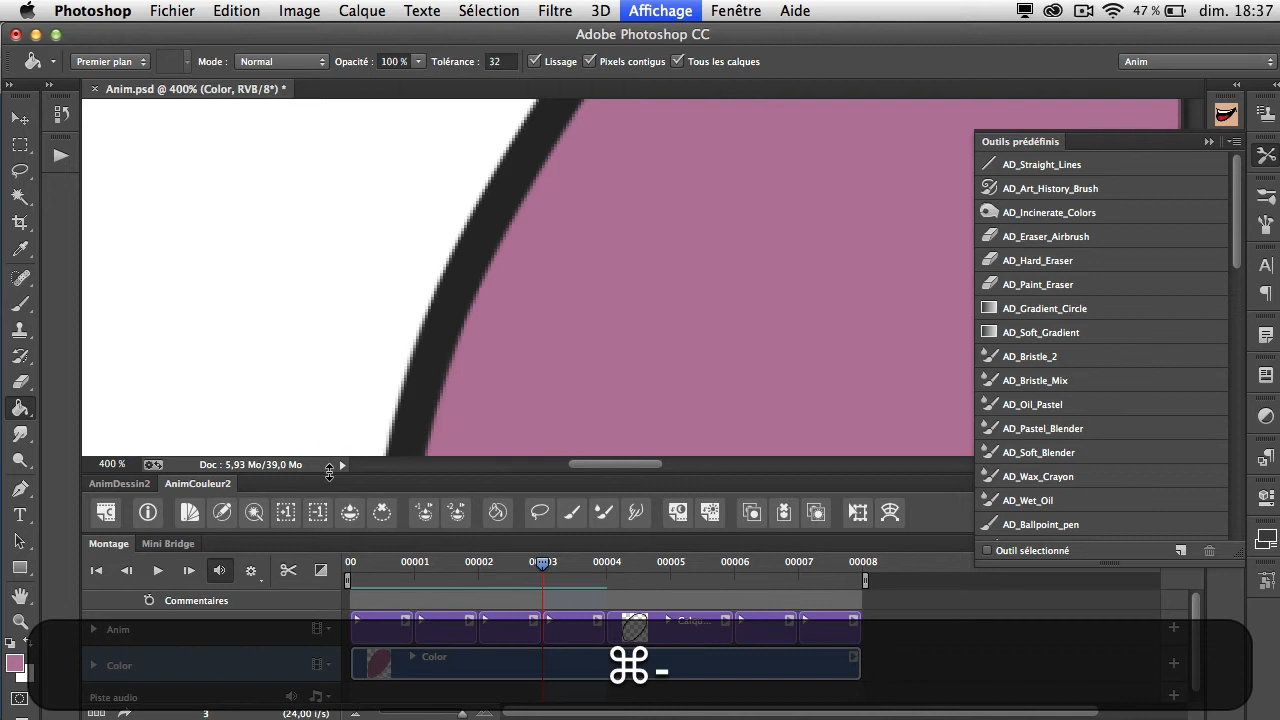 Photoshop Fichier Edition Image Calque Texte Sélection Filtre 3D Affichage Fenêtre Aide 47 % dim. 18:37
Adobe Photoshop CC
Premier plan Mode : Normal Opacité : 100 % Tolérance : 32 Lissage Pixels contigus Tous les calques Anim
× Anim.psd @ 400% (Color, RVB/8*) *
Outils prédéfinis
AD_Straight_Lines
AD_Art_History_Brush
AD_Incinerate_Colors
AD_Eraser_Airbrush
AD_Hard_Eraser
AD_Paint_Eraser
AD_Gradient_Circle
AD_Soft_Gradient
AD_Bristle_2
AD_Bristle_Mix
AD_Oil_Pastel
AD_Pastel_Blender
AD_Soft_Blender
AD_Wax_Crayon
AD_Wet_Oil
AD_Ballpoint_pen
Outil sélectionné
400 % Doc : 5,93 Mo/39,0 Mo
AnimDessin2 AnimCouleur2
Montage Mini Bridge
00 00001 00002 00003 00004 00005 00006 00007 00008
Commentaires
Anim Calqu...
Color Color
⌘ -
Piste audio
3 (24,00 i/s)